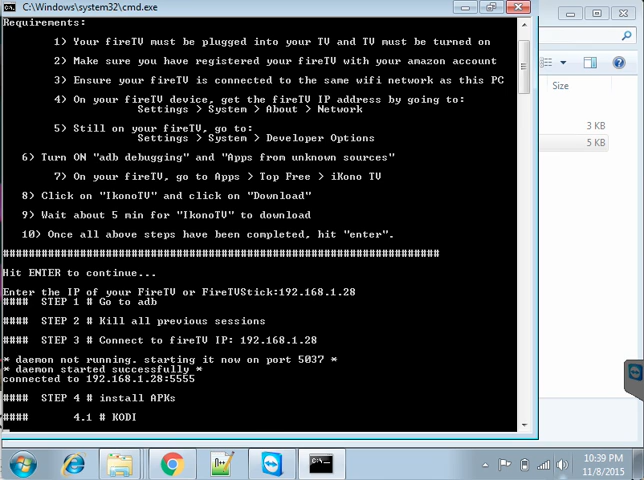 C:\Windows\system32\cmd.exe
Requirements:
1) Your fireTV must be plugged into your TV and TV must be turned on
2) Make sure you have registered your fireTV with your amazon account
3) Ensure your fireTV is connected to the same wifi network as this PC
4) On your fireTV device, get the fireTV IP address by going to:
Settings > System > About > Network
5) Still on your fireTV, go to:
Settings > System > Developer Options
6) Turn ON "adb debugging" and "Apps from unknown sources"
7) On your fireTV, go to Apps > Top Free > iKono TV
8) Click on "IkonoTV" and click on "Download"
9) Wait about 5 min for "IkonoTV" to download
10) Once all above steps have been completed, hit "enter".
####################################################################
Hit ENTER to continue...
Enter the IP of your FireTV or FireTVStick:192.168.1.28
#### STEP 1 # Go to adb
#### STEP 2 # Kill all previous sessions
#### STEP 3 # Connect to fireTV IP: 192.168.1.28
* daemon not running. starting it now on port 5037 *
* daemon started successfully *
connected to 192.168.1.28:5555
#### STEP 4 # install APKs
#### 4.1 # KODI
Size
3 KB
5 KB
10:39 PM
11/8/2015